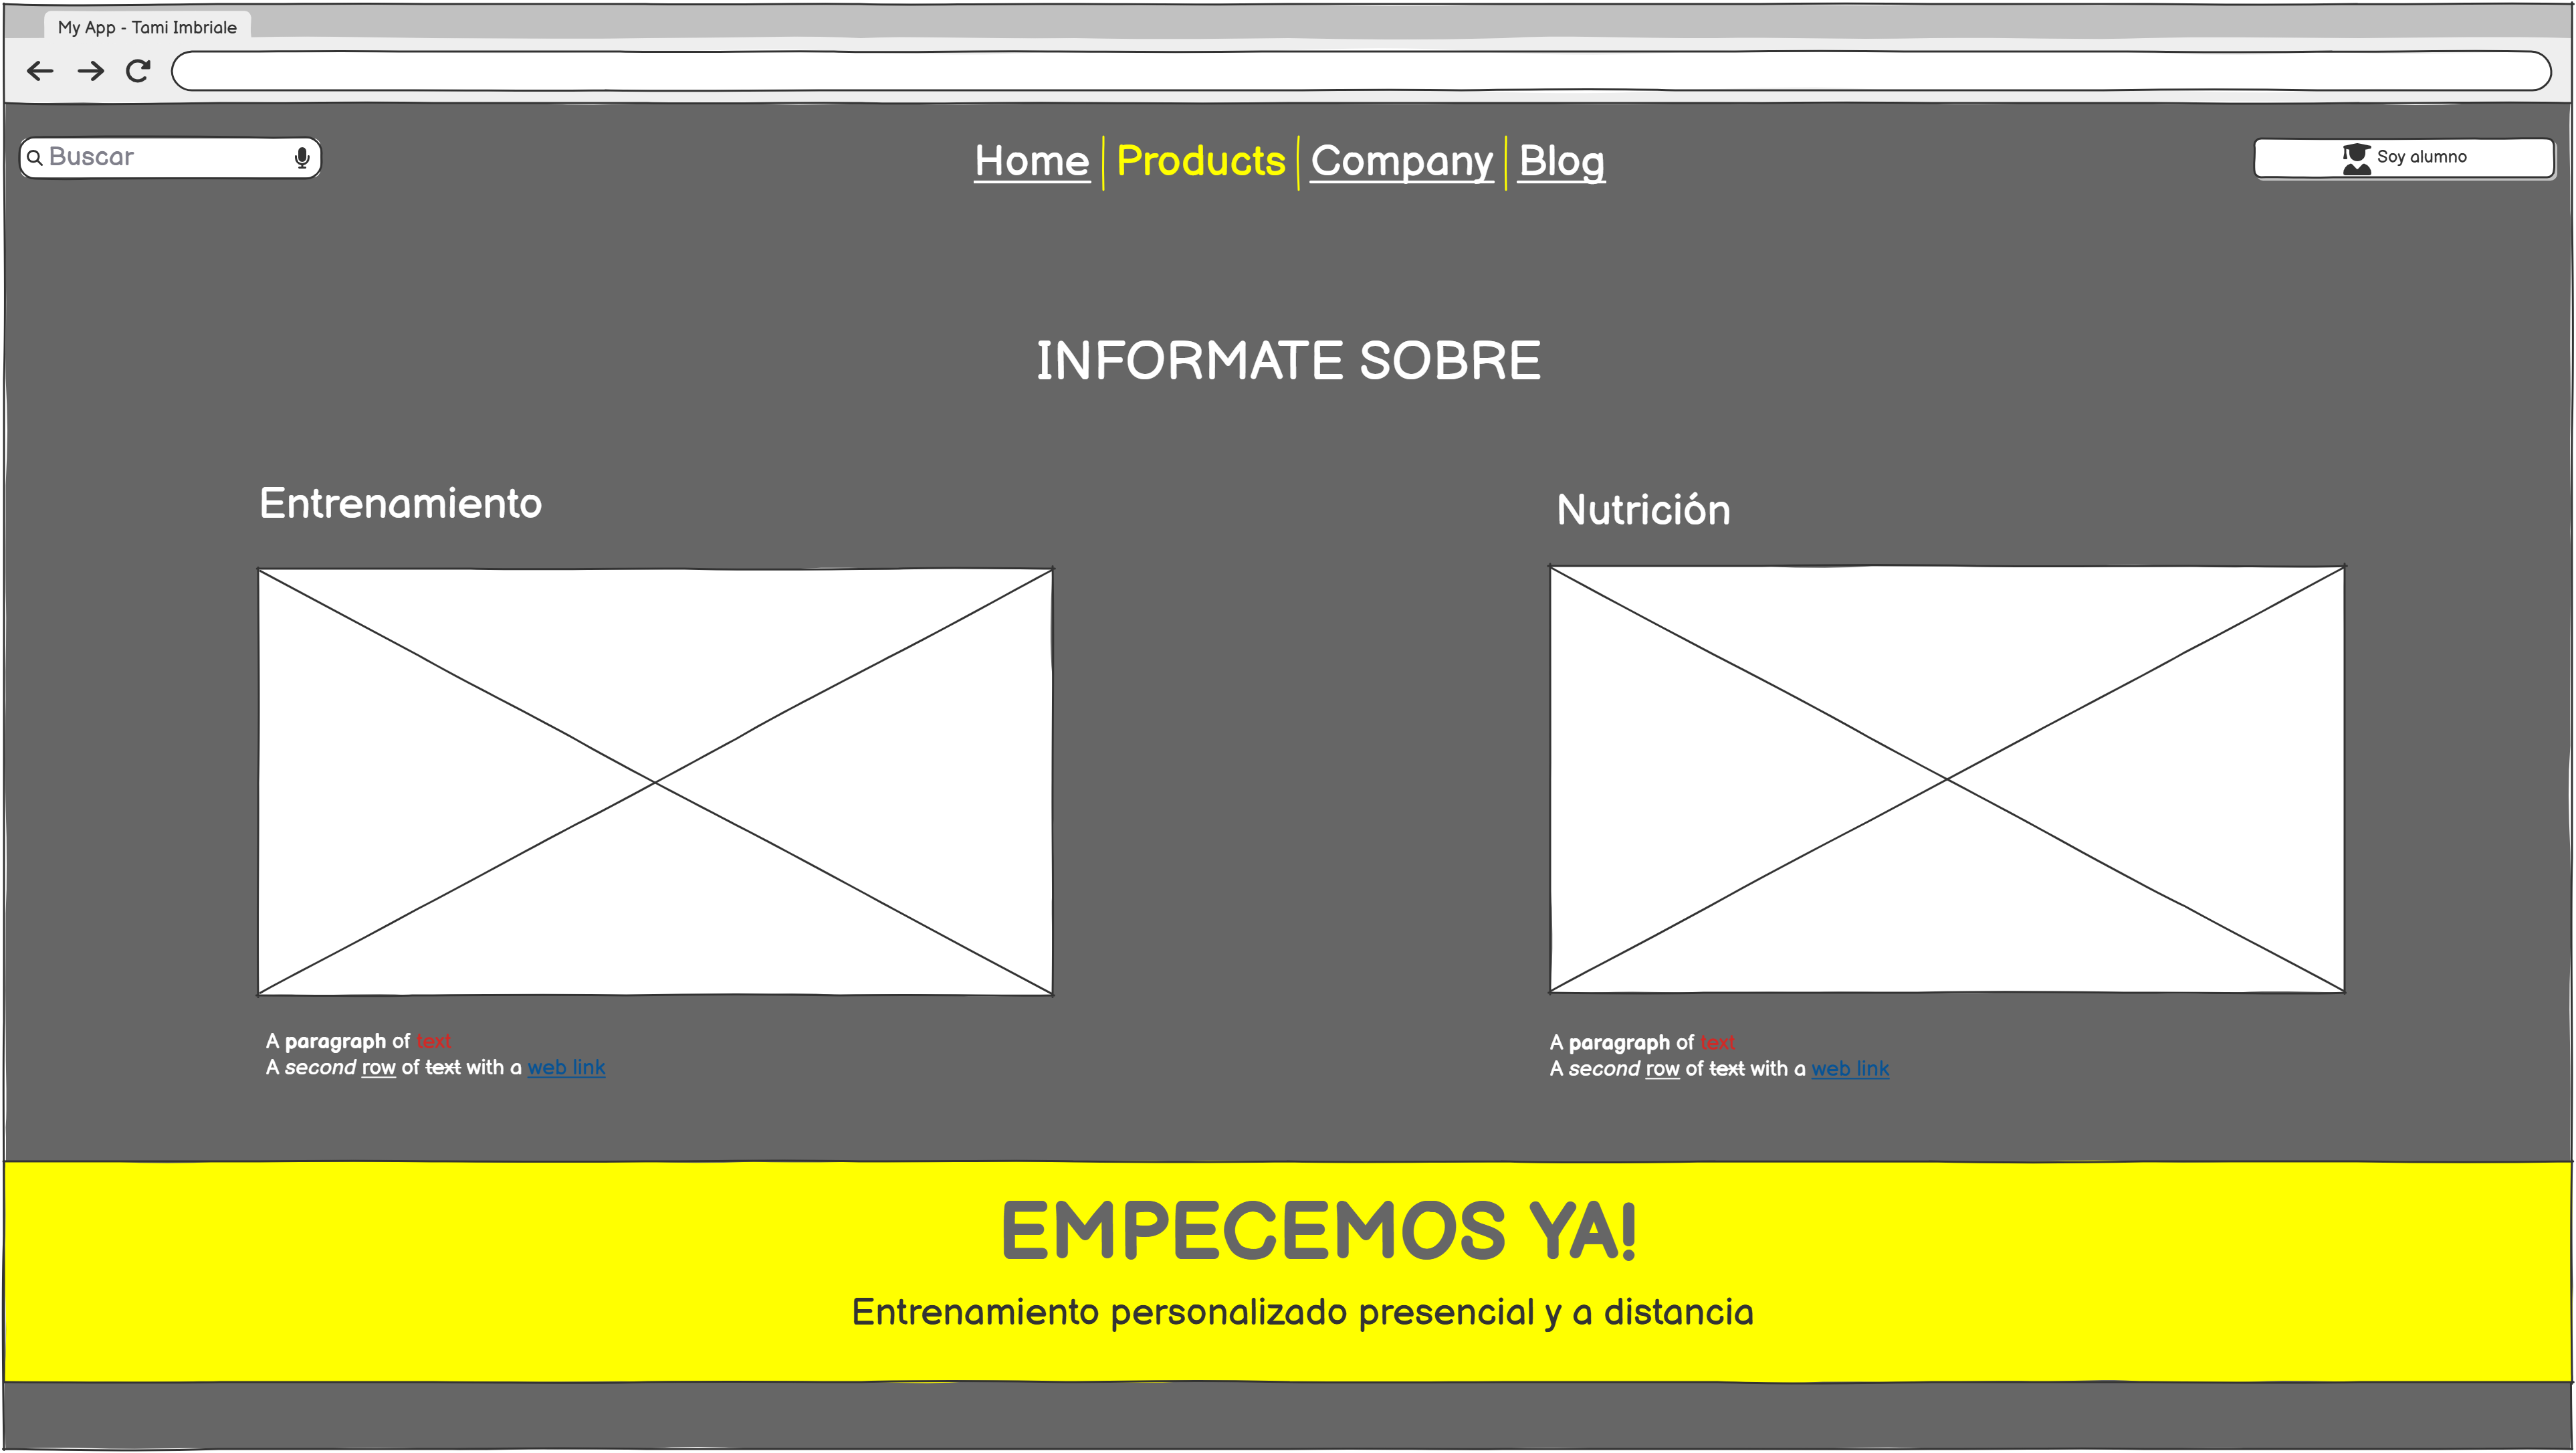 My App - Tami Imbriale
Buscar
Home Products Company Blog
Soy alumno
INFORMATE SOBRE
Entrenamiento
A paragraph of text
A second row of text with a web link
Nutrición
A paragraph of text
A second row of text with a web link
EMPECEMOS YA!
Entrenamiento personalizado presencial y a distancia